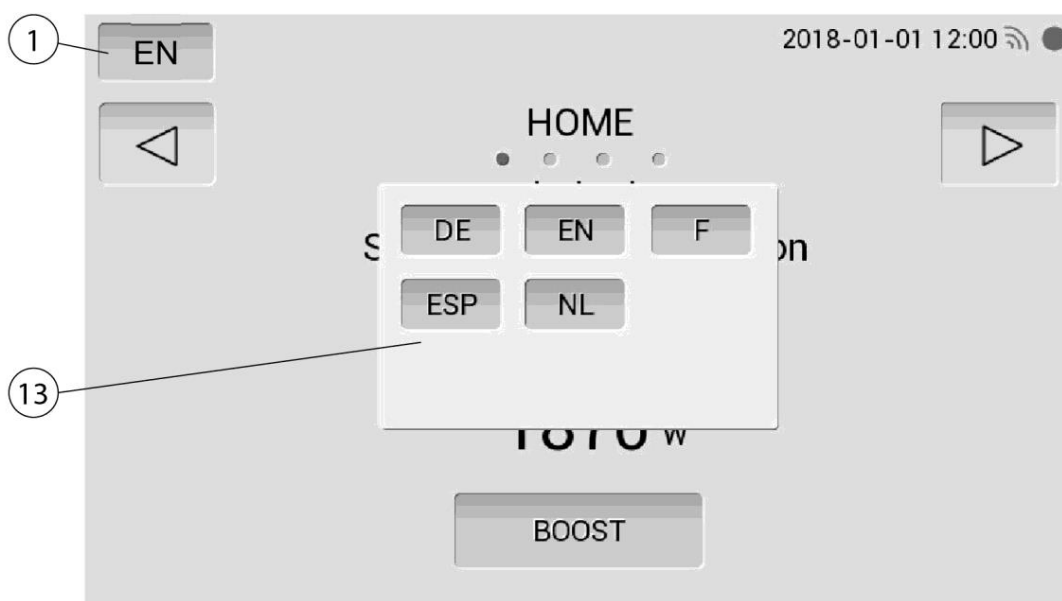 1
EN
2018-01-01 12:00
HOME
DE EN F
ESP NL
13
W
BOOST